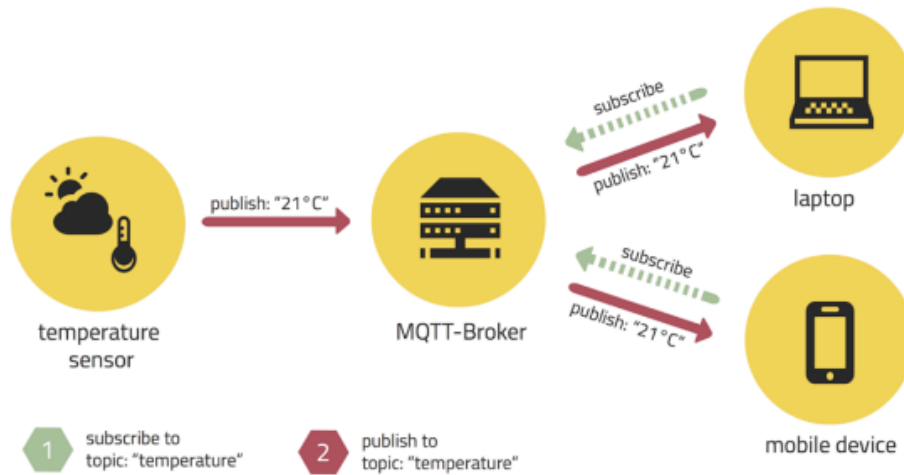 subscribe
publish: "21°C"
laptop
publish: "21°C"
subscribe
publish: "21°C"
temperature
sensor
MQTT-Broker
mobile device
1
subscribe to
topic: "temperature"
2
publish to
topic: "temperature"